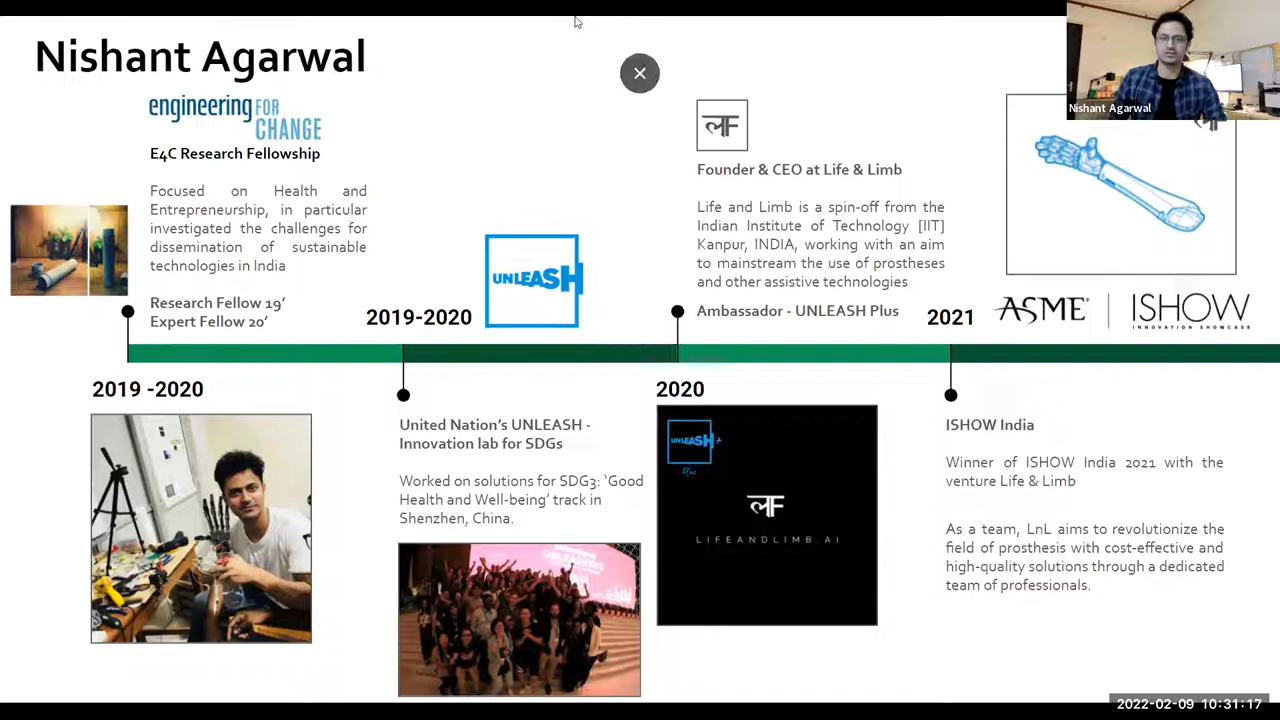 Nishant Agarwal
Nishant Agarwal
engineering FOR
CHANGE
E4C Research Fellowship
Focused on Health and
Entrepreneurship, in particular
investigated the challenges for
dissemination of sustainable
technologies in India
Research Fellow 19'
Expert Fellow 20'
2019 -2020
2019-2020
UNLEASH
United Nation's UNLEASH -
Innovation lab for SDGs
Worked on solutions for SDG3: 'Good
Health and Well-being' track in
Shenzhen, China.
Founder & CEO at Life & Limb
Life and Limb is a spin-off from the
Indian Institute of Technology [IIT]
Kanpur, INDIA, working with an aim
to mainstream the use of prostheses
and other assistive technologies
Ambassador - UNLEASH Plus
2020
UNLEASH+
Plus
LIFEANDLIMB.AI
2021
ASME
ISHOW
INNOVATION SHOWCASE
ISHOW India
Winner of ISHOW India 2021 with the
venture Life & Limb
As a team, LnL aims to revolutionize the
field of prosthesis with cost-effective and
high-quality solutions through a dedicated
team of professionals.
2022-02-09 10:31:17